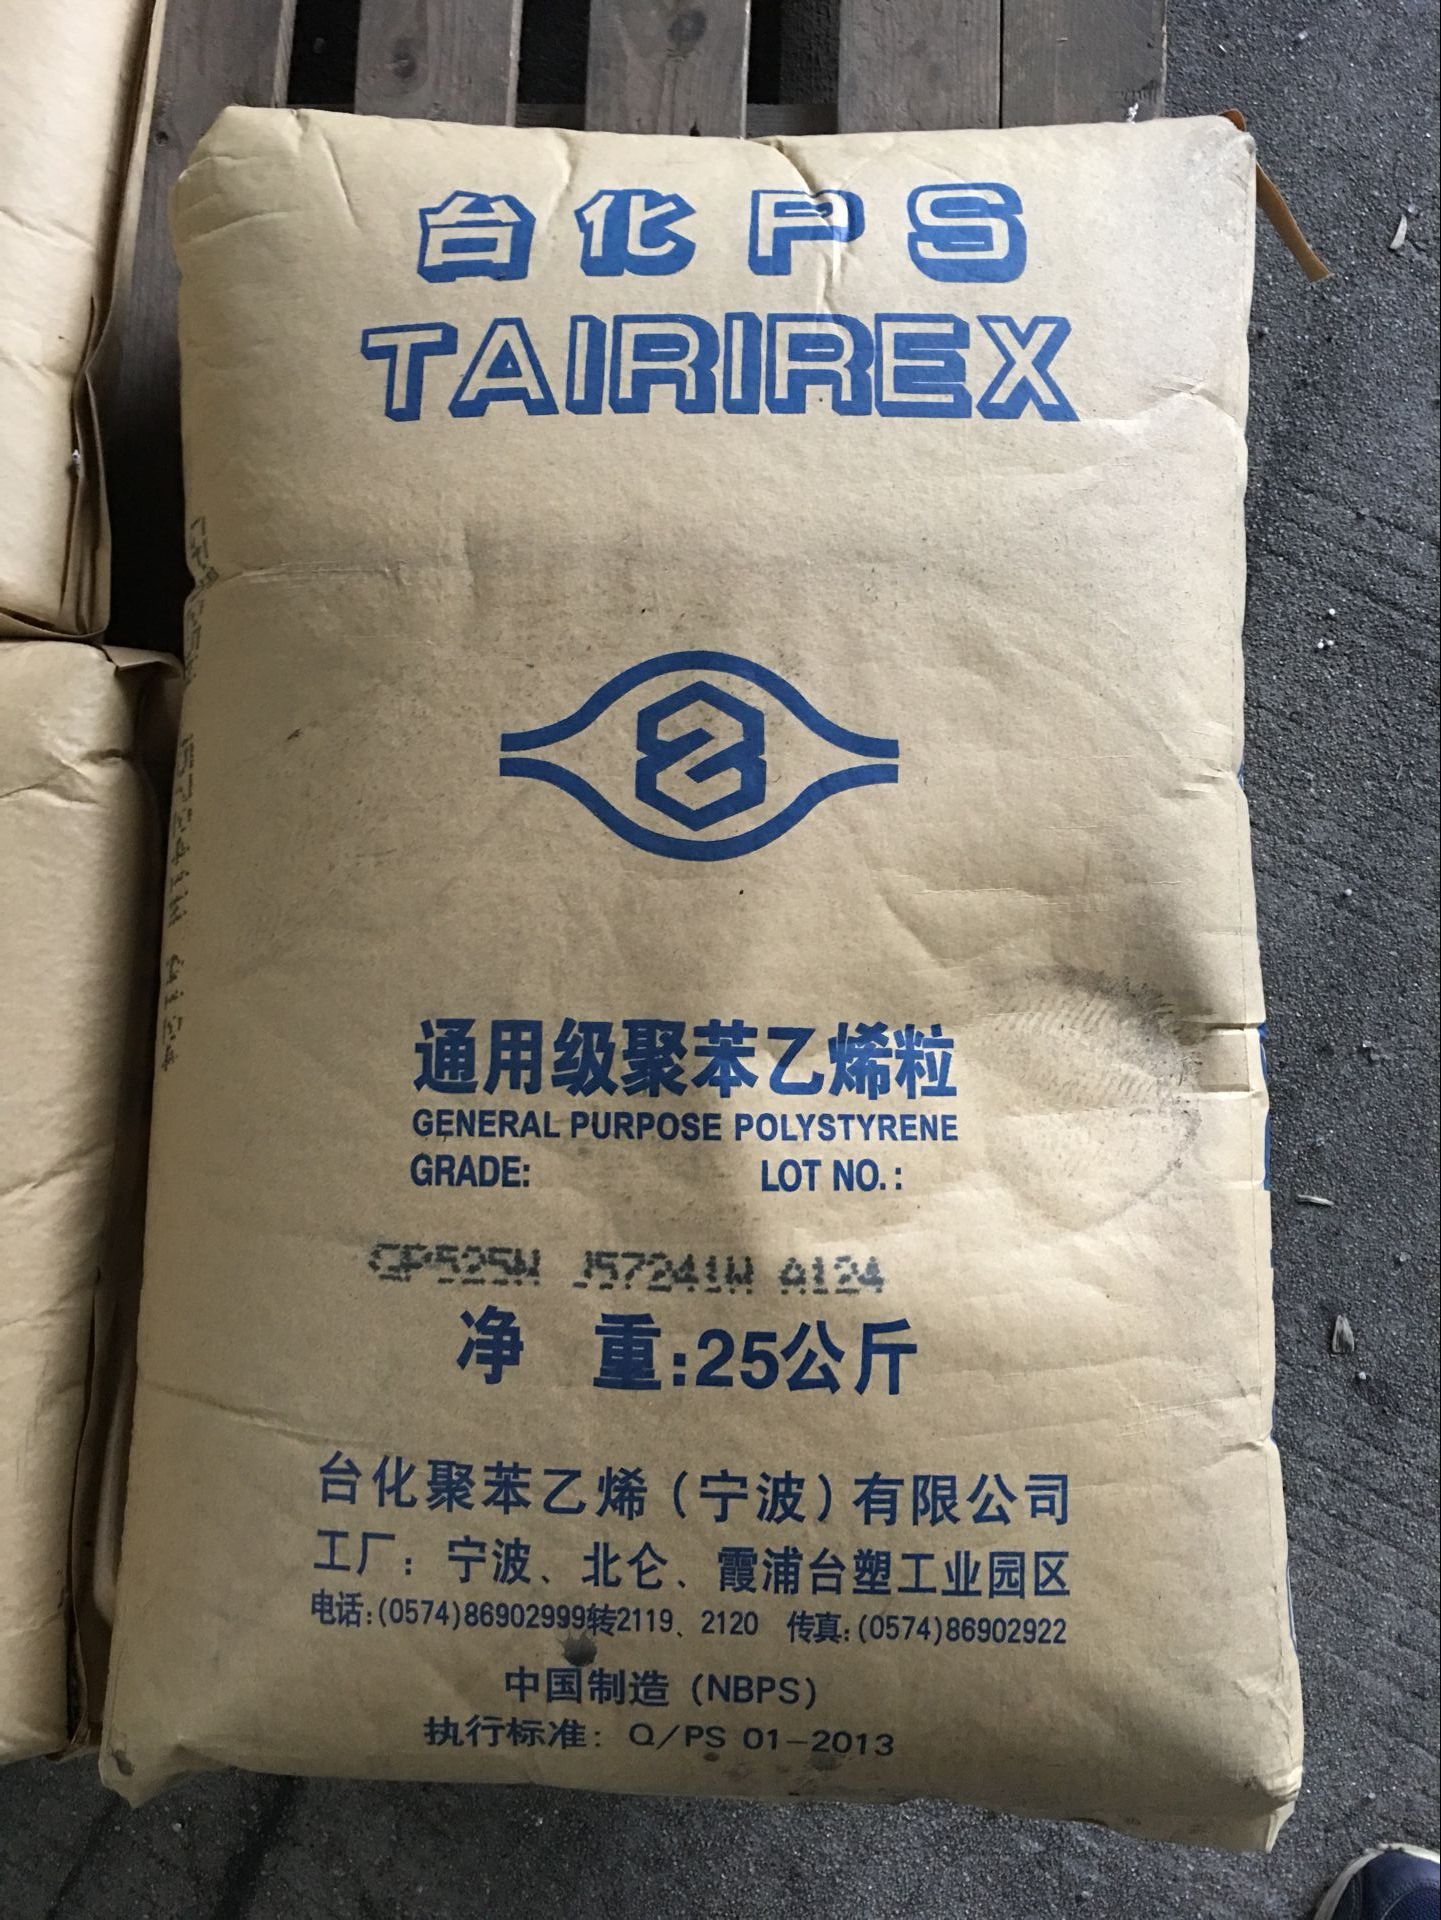 台化PS
TAIRIREX
通用级聚苯乙烯粒
GENERAL PURPOSE POLYSTYRENE
GRADE: LOT NO.:
GP525N J57241W A124
净 重:25公斤
台化聚苯乙烯(宁波)有限公司
工厂:宁波、北仑、霞浦台塑工业园区
电话:(0574)86902999转2119、2120 传真:(0574)86902922
中国制造(NBPS)
执行标准: Q/PS 01-2013